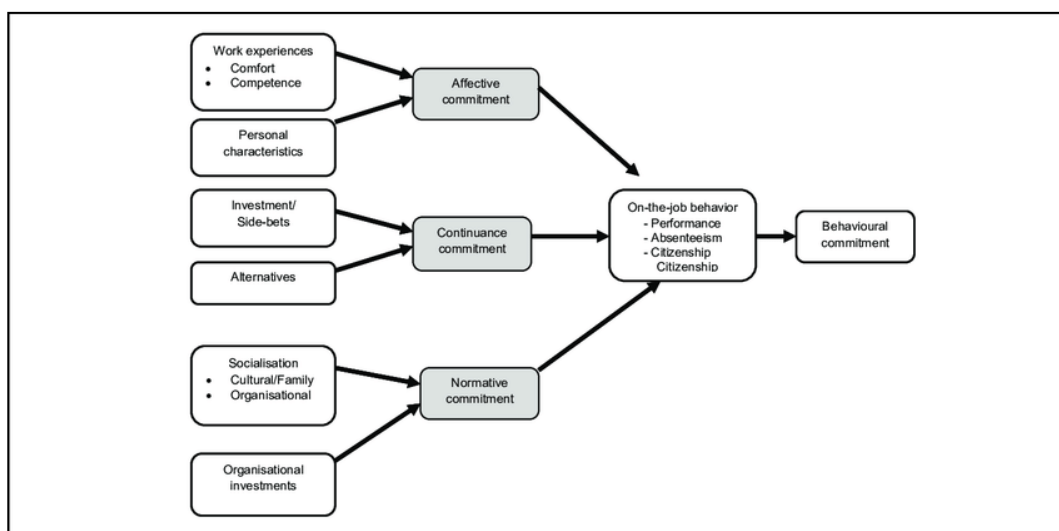 Work experiences
• Comfort
• Competence
Personal
characteristics
Affective
commitment
Investment/
Side-bets
Alternatives
Continuance
commitment
Socialisation
• Cultural/Family
• Organisational
Organisational
investments
Normative
commitment
On-the-job behavior
- Performance
- Absenteeism
- Citizenship
Citizenship
Behavioural
commitment